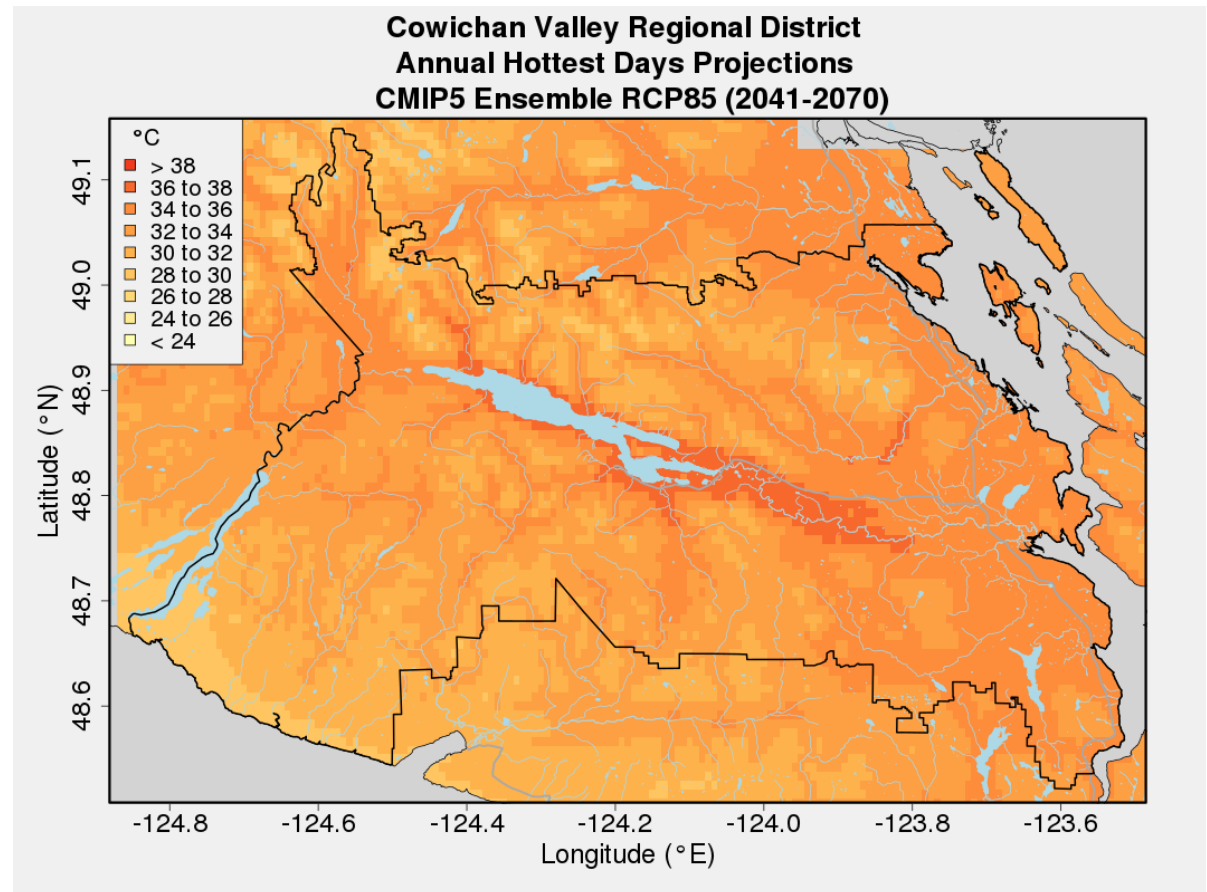 Cowichan Valley Regional District
Annual Hottest Days Projections
CMIP5 Ensemble RCP85 (2041-2070)
°C
> 38
36 to 38
34 to 36
32 to 34
30 to 32
28 to 30
26 to 28
24 to 26
< 24
Latitude (°N)
49.1
49.0
48.9
48.8
48.7
48.6
-124.8 -124.6 -124.4 -124.2 -124.0 -123.8 -123.6
Longitude (°E)